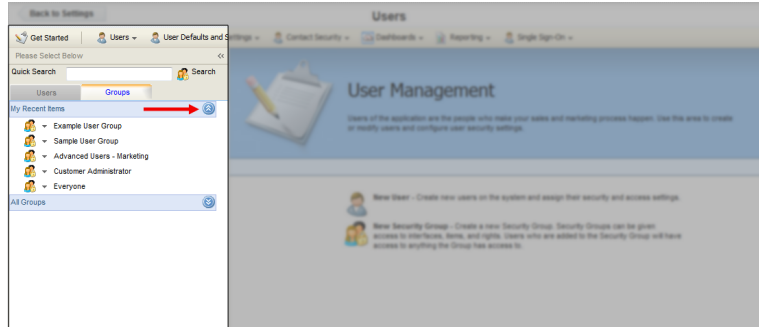 Back to Settings
Users
Get Started Users User Defaults and Settings Contact Security Dashboards Reporting Single Sign-On
Please Select Below
Quick Search Search
Users Groups
My Recent Items
Example User Group
Sample User Group
Advanced Users - Marketing
Customer Administrator
Everyone
All Groups
User Management
Users of the application are the people who make your sales and marketing process happen. Use this area to create
or modify users and configure user security settings.
New User - Create new users on the system and assign their security and access settings.
New Security Group - Create a new Security Group. Security Groups can be given
access to interfaces, items, and rights. Users who are added to the Security Group will have
access to anything the Group has access to.